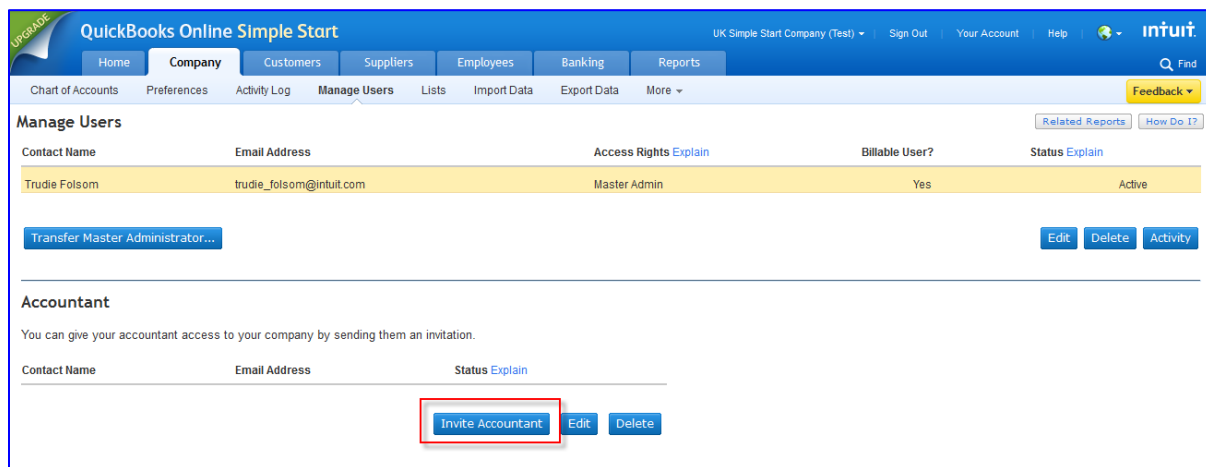 UPGRADE
QuickBooks Online Simple Start
UK Simple Start Company (Test) Sign Out Your Account Help intuit.
Home Company Customers Suppliers Employees Banking Reports Find
Chart of Accounts Preferences Activity Log Manage Users Lists Import Data Export Data More Feedback
Manage Users Related Reports How Do I?
Contact Name Email Address Access Rights Explain Billable User? Status Explain
Trudie Folsom trudie_folsom@intuit.com Master Admin Yes Active
Transfer Master Administrator... Edit Delete Activity
Accountant
You can give your accountant access to your company by sending them an invitation.
Contact Name Email Address Status Explain
Invite Accountant Edit Delete